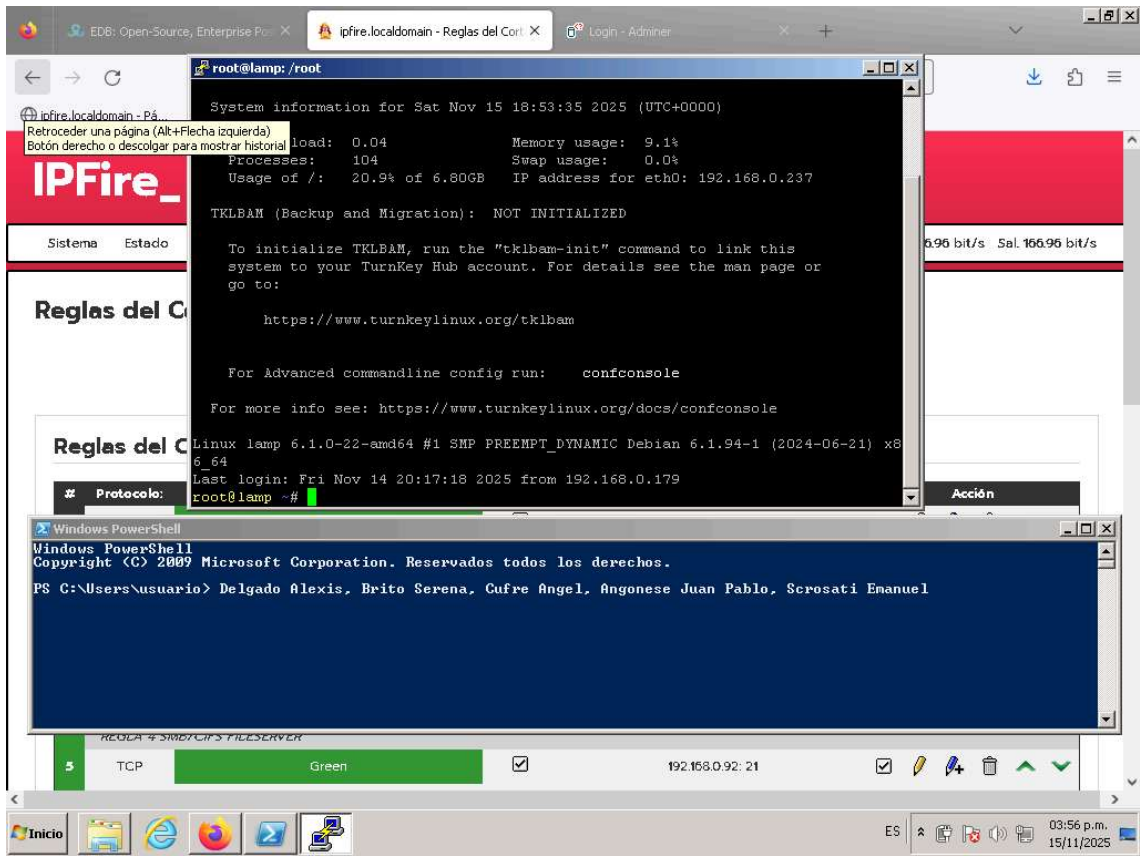 EDB: Open-Source, Enterprise Pos
ipfire.localdomain - Reglas del Cort
Login - Adminer
root@lamp: /root
ipfire.localdomain - Pá...
Retroceder una página (Alt+Flecha izquierda)
Botón derecho o descolgar para mostrar historial
System information for Sat Nov 15 18:53:35 2025 (UTC+0000)
load: 0.04 Memory usage: 9.1%
Processes: 104 Swap usage: 0.0%
Usage of /: 20.9% of 6.80GB IP address for eth0: 192.168.0.237
TKLBAM (Backup and Migration): NOT INITIALIZED
To initialize TKLBAM, run the "tklbam-init" command to link this
system to your TurnKey Hub account. For details see the man page or
go to:
https://www.turnkeylinux.org/tklbam
For Advanced commandline config run: confconsole
For more info see: https://www.turnkeylinux.org/docs/confconsole
Linux lamp 6.1.0-22-amd64 #1 SMP PREEMPT_DYNAMIC Debian 6.1.94-1 (2024-06-21) x8
6_64
Last login: Fri Nov 14 20:17:18 2025 from 192.168.0.179
root@lamp ~#
IPFire_
Sistema Estado
6.96 bit/s Sal. 166.96 bit/s
Reglas del C
Reglas del C
# Protocolo: Acción
Windows PowerShell
Windows PowerShell
Copyright (C) 2009 Microsoft Corporation. Reservados todos los derechos.
PS C:\Users\usuario> Delgado Alexis, Brito Serena, Cufre Angel, Angonese Juan Pablo, Scrosati Emanuel
REGLA 4 SMB/CIFS FILESERVER
5 TCP Green 192.168.0.92: 21
Inicio
ES
03:56 p.m.
15/11/2025